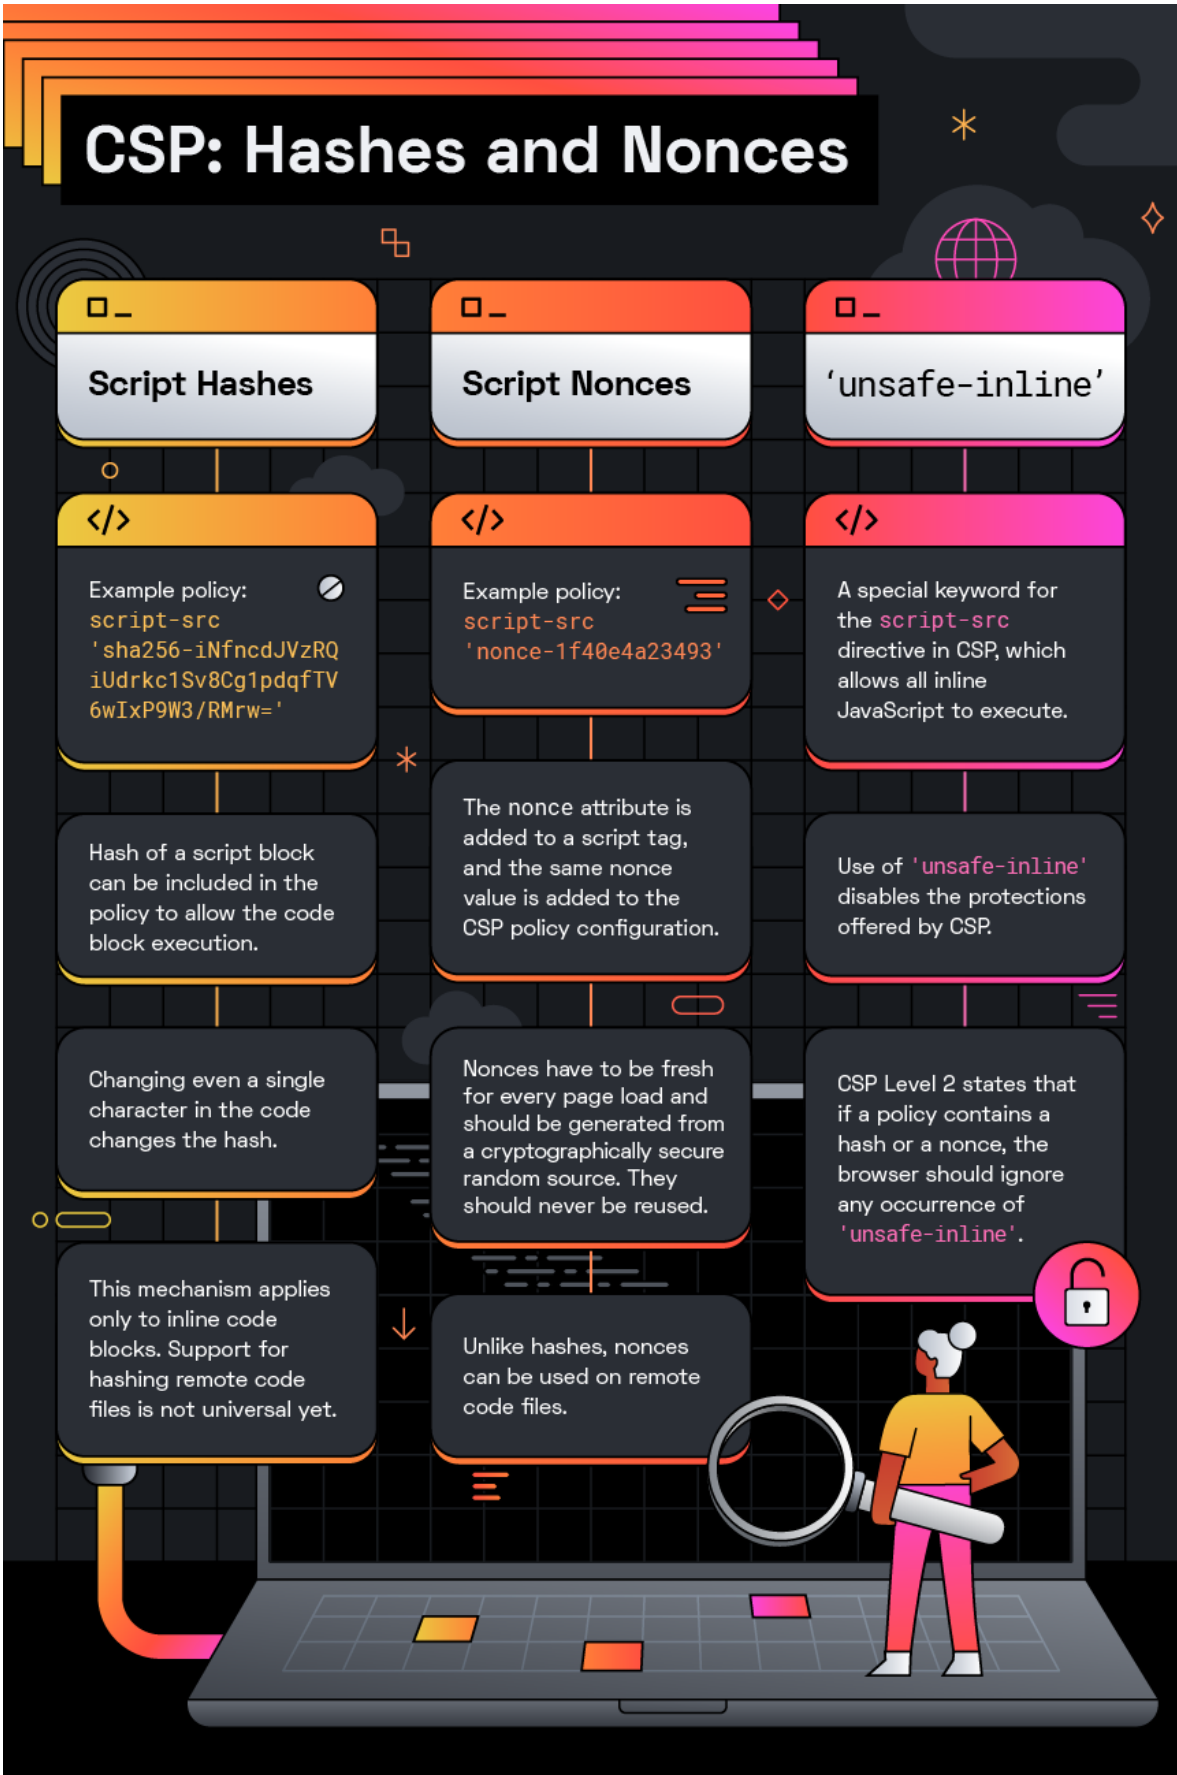 CSP: Hashes and Nonces
Script Hashes
Example policy:
script-src
'sha256-iNfncdJVzRQ
iUdrkc1Sv8Cg1pdqfTV
6wIxP9W3/RMrw='
Hash of a script block
can be included in the
policy to allow the code
block execution.
Changing even a single
character in the code
changes the hash.
This mechanism applies
only to inline code
blocks. Support for
hashing remote code
files is not universal yet.
Script Nonces
Example policy:
script-src
'nonce-1f40e4a23493'
The nonce attribute is
added to a script tag,
and the same nonce
value is added to the
CSP policy configuration.
Nonces have to be fresh
for every page load and
should be generated from
a cryptographically secure
random source. They
should never be reused.
Unlike hashes, nonces
can be used on remote
code files.
‘unsafe-inline’
A special keyword for
the script-src
directive in CSP, which
allows all inline
JavaScript to execute.
Use of 'unsafe-inline'
disables the protections
offered by CSP.
CSP Level 2 states that
if a policy contains a
hash or a nonce, the
browser should ignore
any occurrence of
'unsafe-inline'.